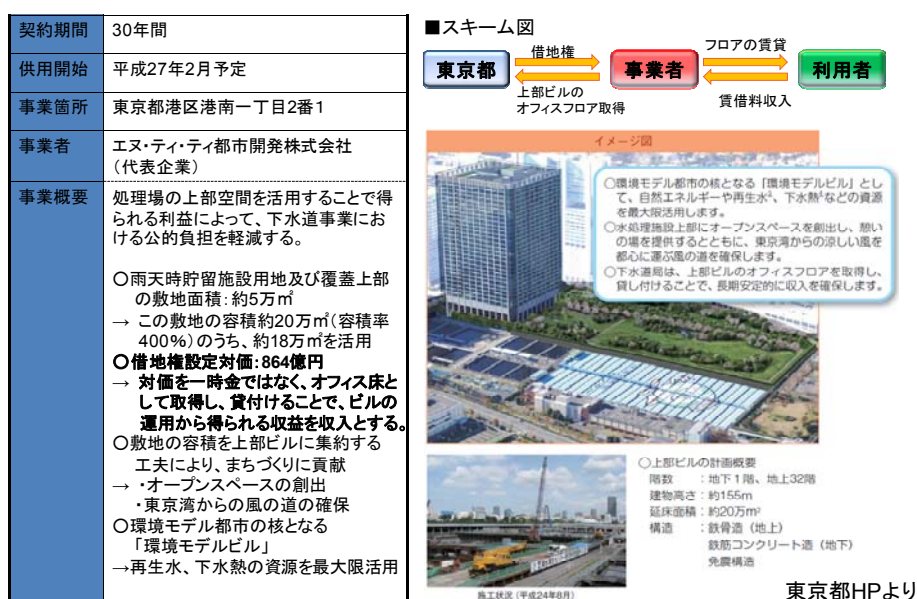 契約期間
30年間
供用開始
平成27年2月予定
事業箇所
東京都港区港南一丁目2番1
事業者
エヌ・ティ・ティ都市開発株式会社
（代表企業）
事業概要
処理場の上部空間を活用することで得
られる利益によって、下水道事業にお
ける公的負担を軽減する。
○雨天時貯留施設用地及び覆蓋上部
の敷地面積：約5万㎡
→ この敷地の容積約20万㎡（容積率
400％）のうち、約18万㎡を活用
○借地権設定対価：864億円
→ 対価を一時金ではなく、オフィス床と
して取得し、貸付けることで、ビルの
運用から得られる収益を収入とする。
○敷地の容積を上部ビルに集約する
工夫により、まちづくりに貢献
→ ・オープンスペースの創出
・東京湾からの風の道の確保
○環境モデル都市の核となる
「環境モデルビル」
→再生水、下水熱の資源を最大限活用
■スキーム図
東京都
借地権
上部ビルの
オフィスフロア取得
事業者
フロアの賃貸
賃借料収入
利用者
イメージ図
○環境モデル都市の核となる「環境モデルビル」とし
て、自然エネルギーや再生水、下水熱などの資源
を最大限活用します。
○水処理施設上部にオープンスペースを創出し、憩い
の場を提供するとともに、東京湾からの涼しい風を
都心に運ぶ風の道を確保します。
○下水道局は、上部ビルのオフィスフロアを取得し、
貸し付けることで、長期安定的に収入を確保します。
施工状況（平成24年8月）
○上部ビルの計画概要
階数　：地下1階、地上32階
建物高さ：約155m
延床面積：約20万m²
構造　：鉄骨造（地上）
鉄筋コンクリート造（地下）
免震構造
東京都HPより